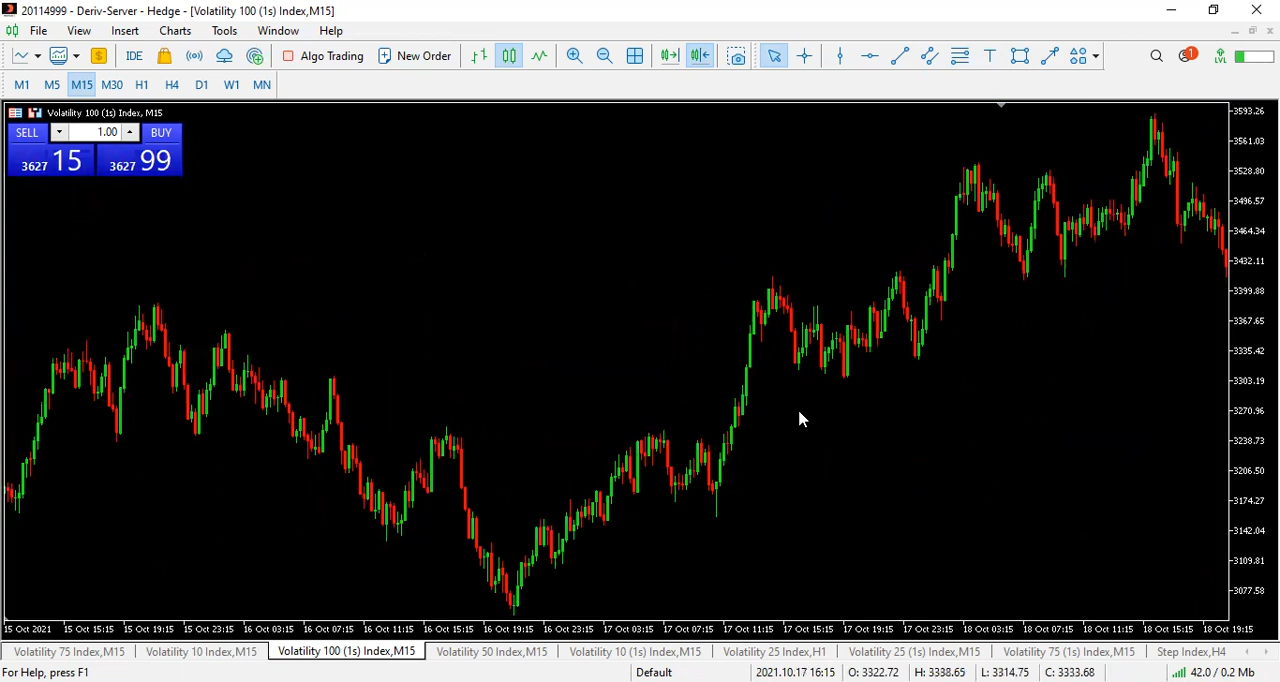 20114999 - Deriv-Server - Hedge - [Volatility 100 (1s) Index,M15]
File View Insert Charts Tools Window Help
IDE Algo Trading New Order 1 LVL
M1 M5 M15 M30 H1 H4 D1 W1 MN
Volatility 100 (1s) Index, M15
SELL 1.00 BUY
3627 15 3627 99
3593.26
3561.03
3528.80
3496.57
3464.34
3432.11
3399.88
3367.65
3335.42
3303.19
3270.96
3238.73
3206.50
3174.27
3142.04
3109.81
3077.58
15 Oct 2021 15 Oct 15:15 15 Oct 19:15 15 Oct 23:15 16 Oct 03:15 16 Oct 07:15 16 Oct 11:15 16 Oct 15:15 16 Oct 19:15 16 Oct 23:15 17 Oct 03:15 17 Oct 07:15 17 Oct 11:15 17 Oct 15:15 17 Oct 19:15 17 Oct 23:15 18 Oct 03:15 18 Oct 07:15 18 Oct 11:15 18 Oct 15:15 18 Oct 19:15
Volatility 75 Index,M15 Volatility 10 Index,M15 Volatility 100 (1s) Index,M15 Volatility 50 Index,M15 Volatility 10 (1s) Index,M15 Volatility 25 Index,H1 Volatility 25 (1s) Index,M15 Volatility 75 (1s) Index,M15 Step Index,H4
For Help, press F1 Default 2021.10.17 16:15 O: 3322.72 H: 3338.65 L: 3314.75 C: 3333.68 42.0 / 0.2 Mb